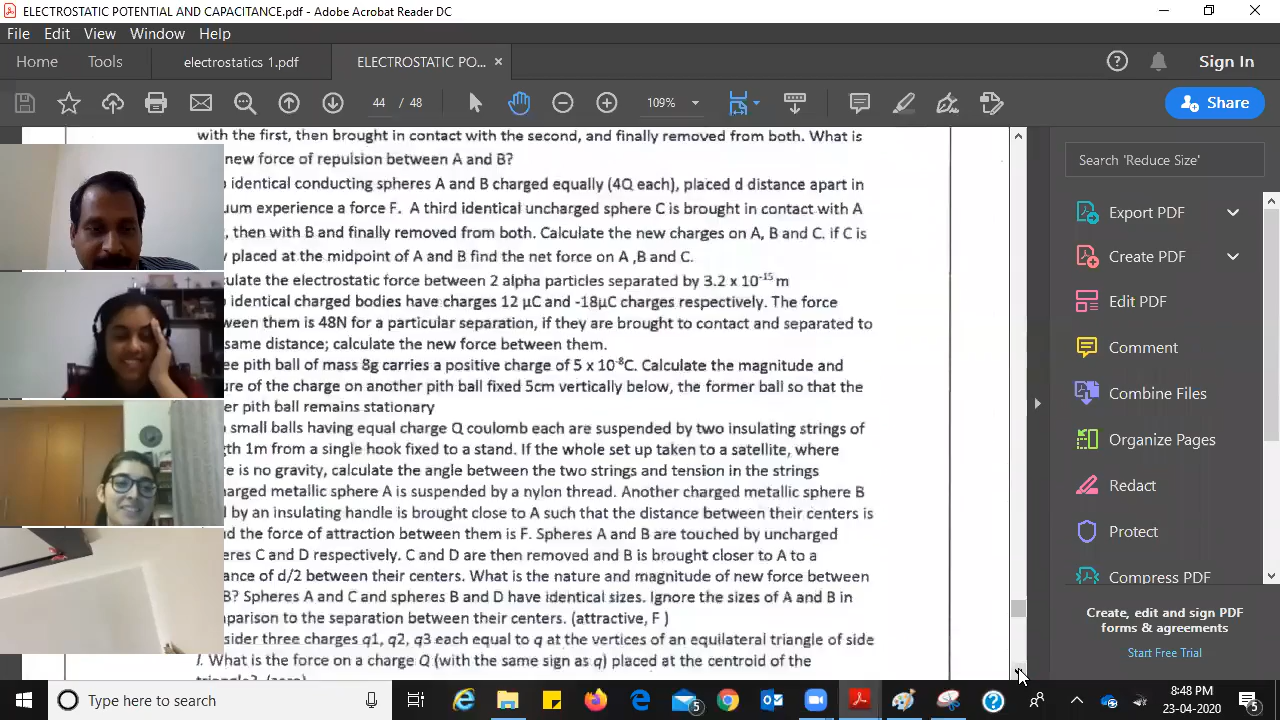 ELECTROSTATIC POTENTIAL AND CAPACITANCE.pdf - Adobe Acrobat Reader DC
File Edit View Window Help
Home Tools electrostatics 1.pdf ELECTROSTATIC PO... × Sign In
44 / 48 109% Share
with the first, then brought in contact with the second, and finally removed from both. What is
new force of repulsion between A and B?
identical conducting spheres A and B charged equally (4Q each), placed d distance apart in
uum experience a force F. A third identical uncharged sphere C is brought in contact with A
, then with B and finally removed from both. Calculate the new charges on A, B and C. if C is
placed at the midpoint of A and B find the net force on A ,B and C.
ulate the electrostatic force between 2 alpha particles separated by 3.2 x 10⁻¹⁵ m
identical charged bodies have charges 12 µC and -18µC charges respectively. The force
ween them is 48N for a particular separation, if they are brought to contact and separated to
same distance; calculate the new force between them.
ee pith ball of mass 8g carries a positive charge of 5 x 10⁻⁸C. Calculate the magnitude and
ure of the charge on another pith ball fixed 5cm vertically below, the former ball so that the
er pith ball remains stationary
small balls having equal charge Q coulomb each are suspended by two insulating strings of
gth 1m from a single hook fixed to a stand. If the whole set up taken to a satellite, where
re is no gravity, calculate the angle between the two strings and tension in the strings
harged metallic sphere A is suspended by a nylon thread. Another charged metallic sphere B
l by an insulating handle is brought close to A such that the distance between their centers is
nd the force of attraction between them is F. Spheres A and B are touched by uncharged
eres C and D respectively. C and D are then removed and B is brought closer to A to a
ance of d/2 between their centers. What is the nature and magnitude of new force between
B? Spheres A and C and spheres B and D have identical sizes. Ignore the sizes of A and B in
mparison to the separation between their centers. (attractive, F )
sider three charges q1, q2, q3 each equal to q at the vertices of an equilateral triangle of side
l. What is the force on a charge Q (with the same sign as q) placed at the centroid of the
Search 'Reduce Size'
Export PDF
Create PDF
Edit PDF
Comment
Combine Files
Organize Pages
Redact
Protect
Compress PDF
Create, edit and sign PDF
forms & agreements
Start Free Trial
Type here to search
5
8:48 PM
23-04-2020
5